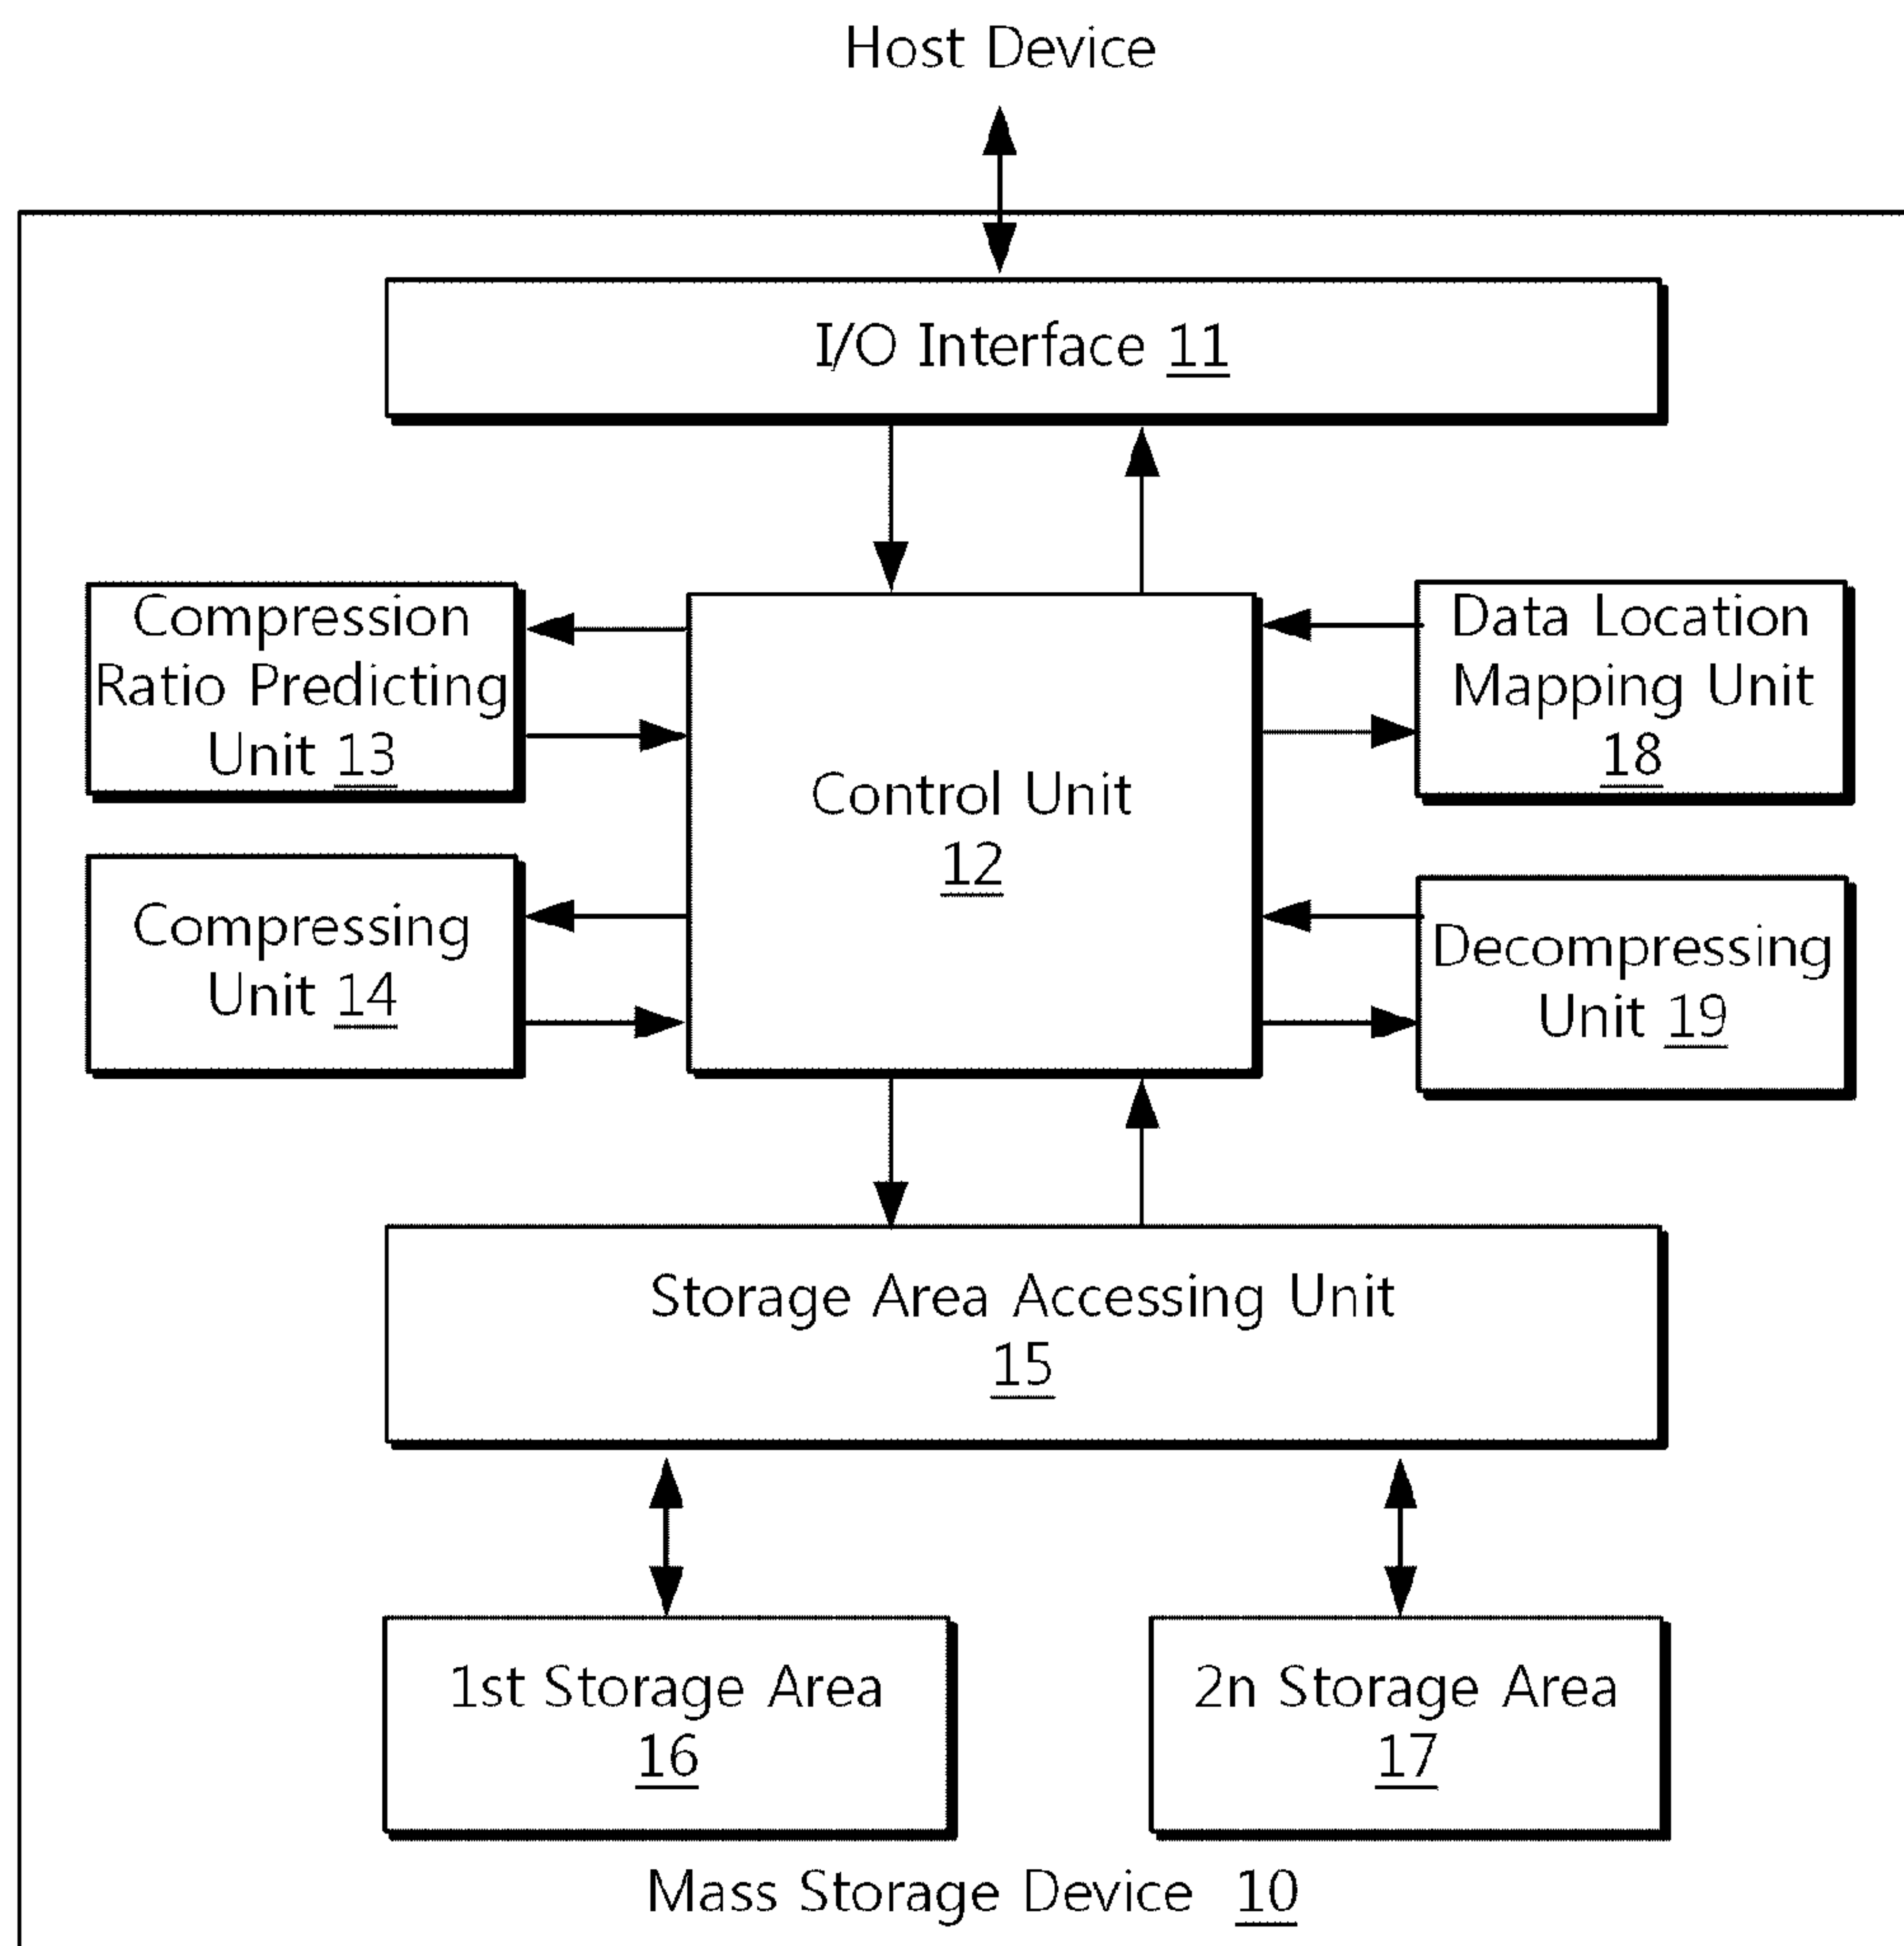 Host Device
I/O Interface 11
Compression
Ratio Predicting
Unit 13
Data Location
Mapping Unit
18
Control Unit
12
Compressing
Unit 14
Decompressing
Unit 19
Storage Area Accessing Unit
15
1st Storage Area
16
2n Storage Area
17
Mass Storage Device 10